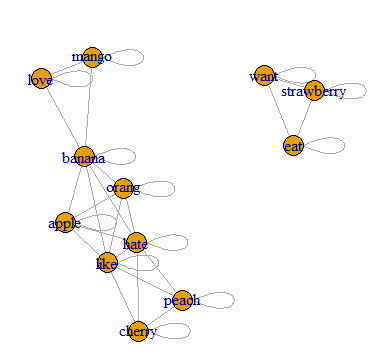 mango
love
want
strawberry
eat
banana
orang
apple
hate
like
peach
cherry